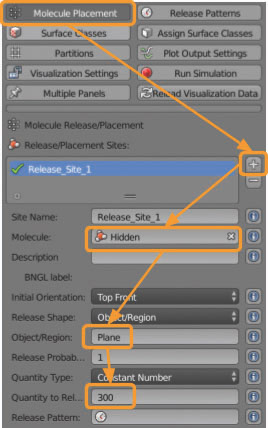 Molecule Placement
Release Patterns
Surface Classes
Assign Surface Classes
Partitions
Plot Output Settings
Visualization Settings
Run Simulation
Multiple Panels
Reload Visualization Data
Molecule Release/Placement
Release/Placement Sites:
Release_Site_1
Site Name: Release_Site_1
Molecule: Hidden
Description
BNGL label:
Initial Orientation: Top Front
Release Shape: Object/Region
Object/Region: Plane
Release Probab... 1
Quantity Type: Constant Number
Quantity to Rel... 300
Release Pattern: